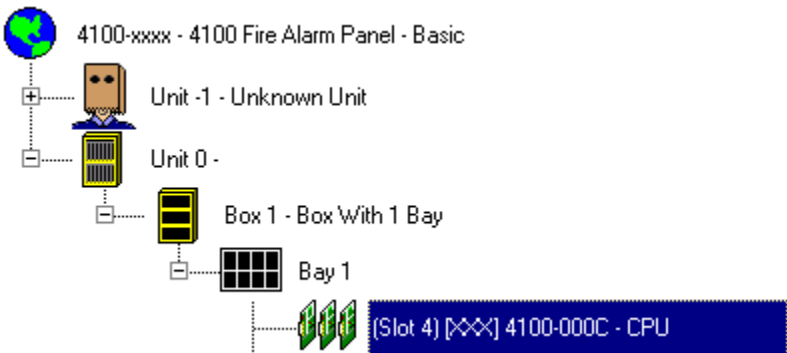 4100-xxxx - 4100 Fire Alarm Panel - Basic
Unit -1 - Unknown Unit
Unit 0 -
Box 1 - Box With 1 Bay
Bay 1
(Slot 4) [XXX] 4100-000C - CPU